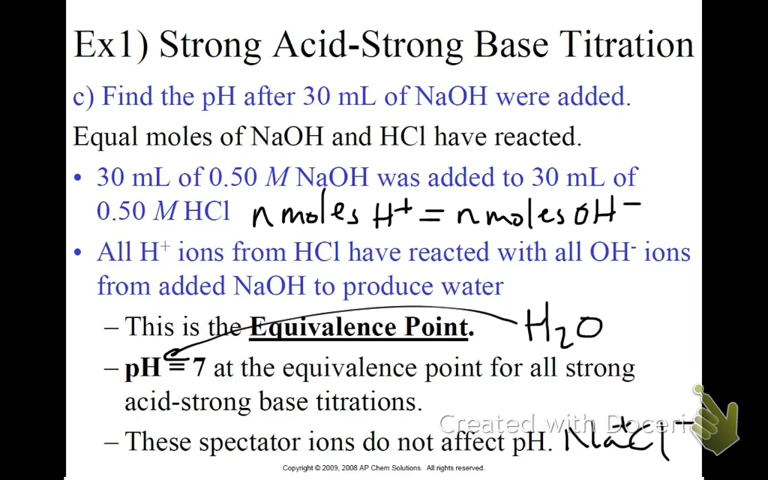 Ex1) Strong Acid-Strong Base Titration
c) Find the pH after 30 mL of NaOH were added.
Equal moles of NaOH and HCl have reacted.
• 30 mL of 0.50 M NaOH was added to 30 mL of
0.50 M HCl n moles H⁺ = n moles OH⁻
• All H⁺ ions from HCl have reacted with all OH⁻ ions
from added NaOH to produce water
– This is the Equivalence Point. H₂O
– pH = 7 at the equivalence point for all strong
acid-strong base titrations.
Created with Doceri
– These spectator ions do not affect pH. Na⁺Cl⁻
Copyright © 2009, 2008 AP Chem Solutions. All rights reserved.